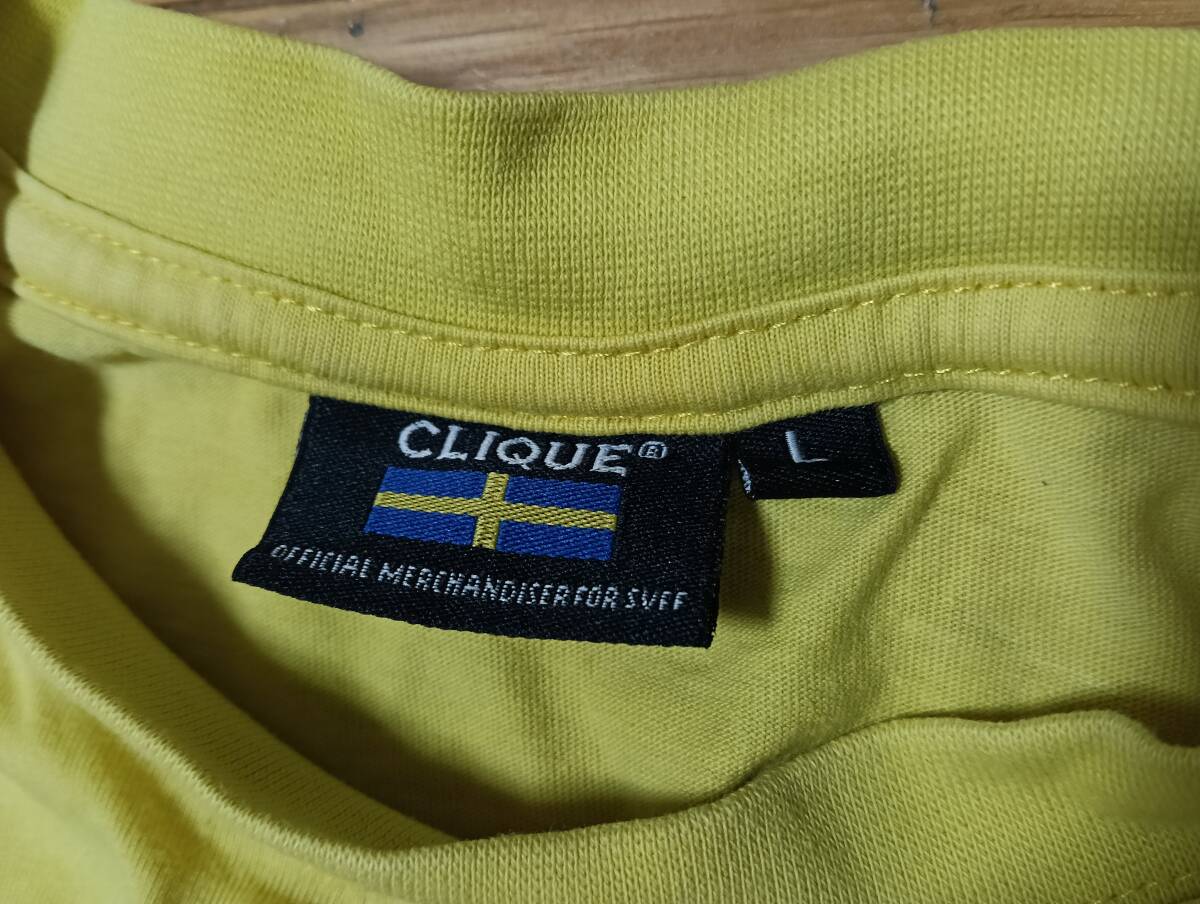 CLIQUE®
L
OFFICIAL MERCHANDISER FOR SVFF